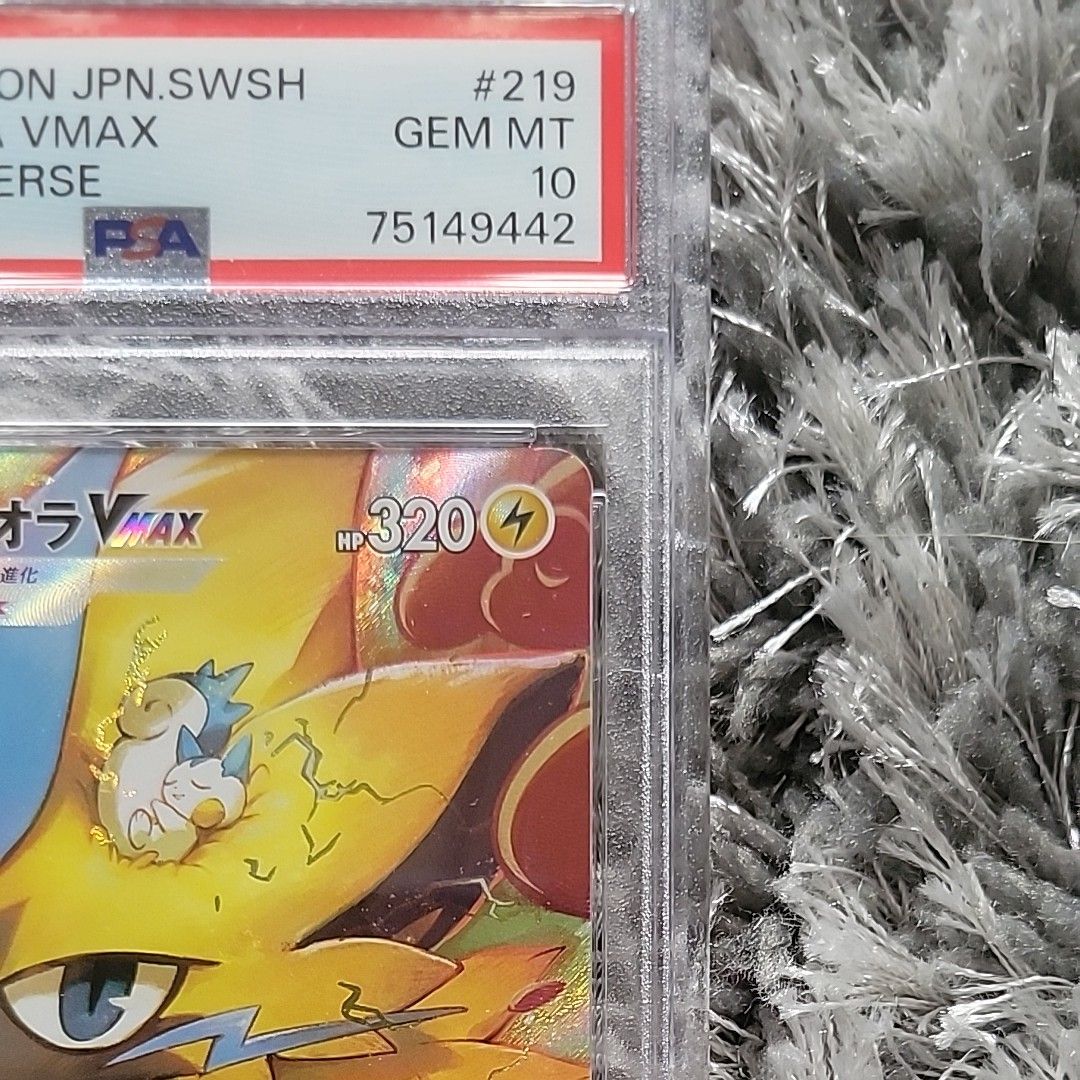 ON JPN.SWSH #219
A VMAX GEM MT
ERSE 10
PSA 75149442
オラVMAX HP320
進化